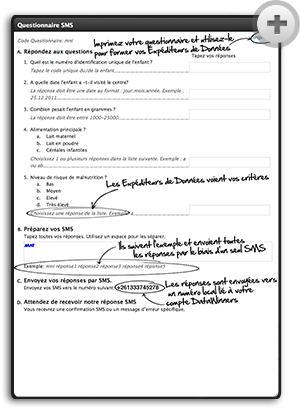 Questionnaire SMS
Code Questionnaire: mnt
Imprimez votre questionnaire et utilisez-le
pour former vos Expéditeurs de Données
A. Répondez aux questions
Tapez vos réponses
1. Quel est le numéro d'identification unique de l'enfant ?
Tapez le code unique du/de la enfant.
2. A quelle date l'enfant a-t-il visité le centre?
La réponse doit être une date au format : jour.mois.année. Exemple :
25.12.2011
3. Combien pesait l'enfant en grammes?
La réponse doit être entre 1000-25000.
4. Alimentation principale ?
a. Lait maternel
b. Lait en poudre
c. Céréales infantiles
Choisissez 1 ou plusieurs réponses dans la liste suivante. Exemple : a
ou ab
5. Niveau de risque de malnutrition ?
a. Bas
b. Moyen
c. Elevé
d. Très élevé
Choisissez une réponse de la liste. Exemple
Les Expéditeurs de Données voient vos critères
B. Préparez vos SMS
Tapez toutes vos réponses. Utilisez un espace pour les séparer.
mnt
Ils suivent l'exemple et envoient toutes
les réponses par le biais d'un seul SMS
Exemple: mnt réponse1 réponse2 réponse3 réponse4 réponse5
C. Envoyez vos réponses par SMS.
Envoyez vos SMS vers le numéro suivant: +261333745278
Les réponses sont envoyées vers
un numéro local lié à votre
compte DataWinners
D. Attendez de recevoir notre réponse SMS
Vous recevrez une confirmation SMS ou un message d'erreur spécifique.